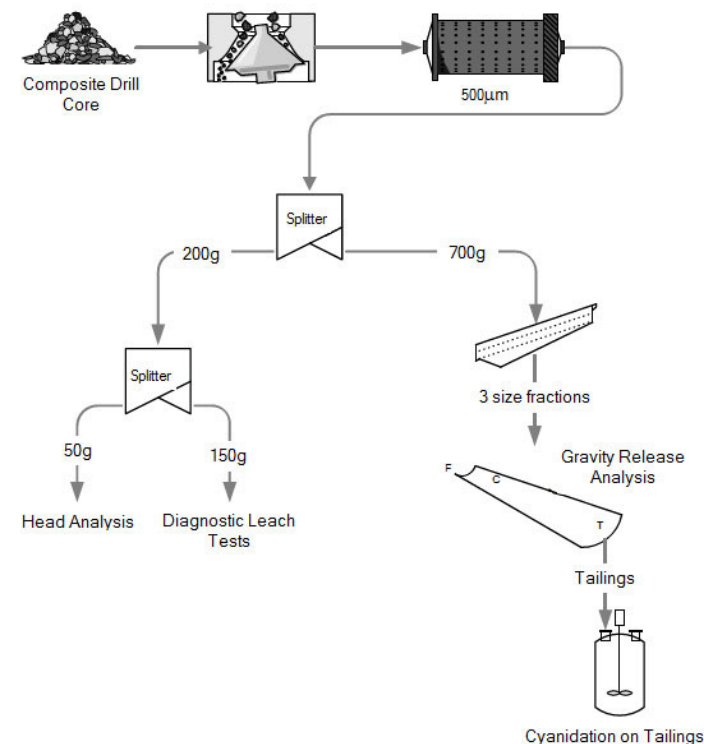 Composite Drill
Core
500μm
Splitter
200g
700g
Splitter
3 size fractions
50g
150g
Gravity Release
Analysis
F
C
T
Head Analysis
Diagnostic Leach
Tests
Tailings
Cyanidation on Tailings